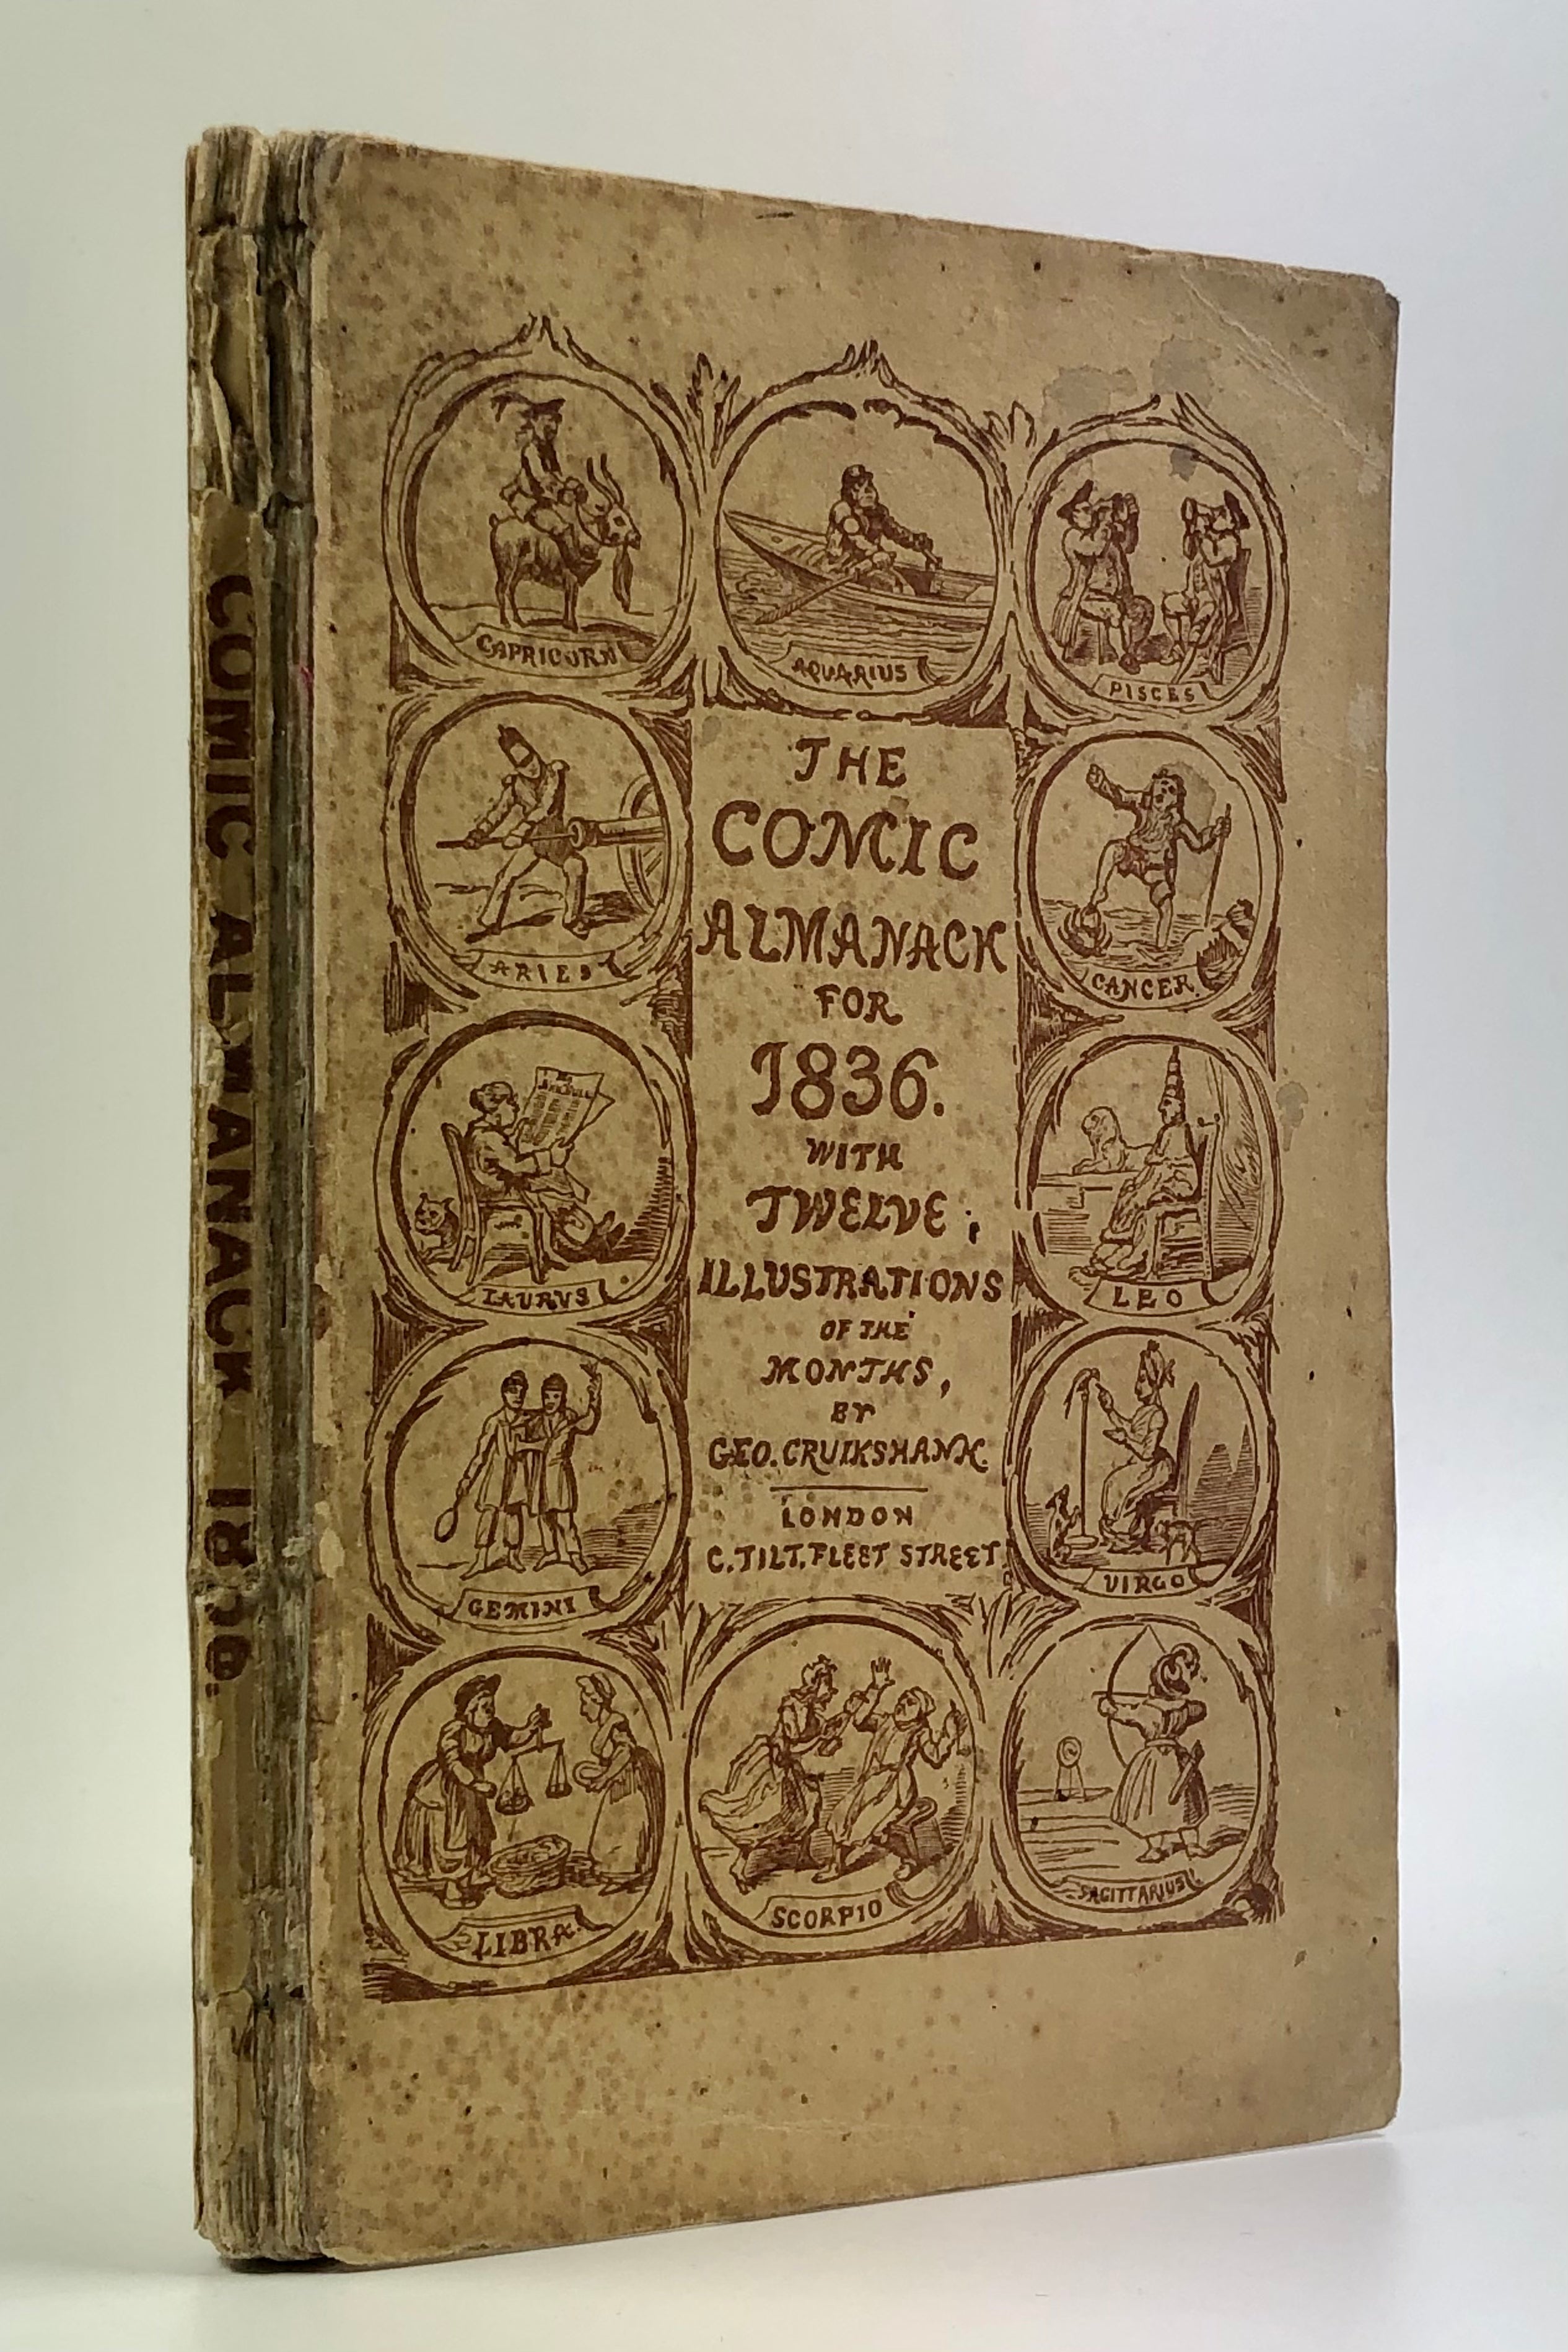 COMIC ALMANACK 1836.
CAPRICORN
AQUARIUS
PISCES
ARIES
CANCER.
TAURUS
LEO
GEMINI
VIRGO
LIBRA.
SCORPIO
SAGITTARIUS
THE
COMIC
ALMANACK
FOR
1836.
WITH
TWELVE,
ILLUSTRATIONS
OF THE
MONTHS,
BY
GEO. CRUIKSHANK.
LONDON
C. TILT, FLEET STREET.